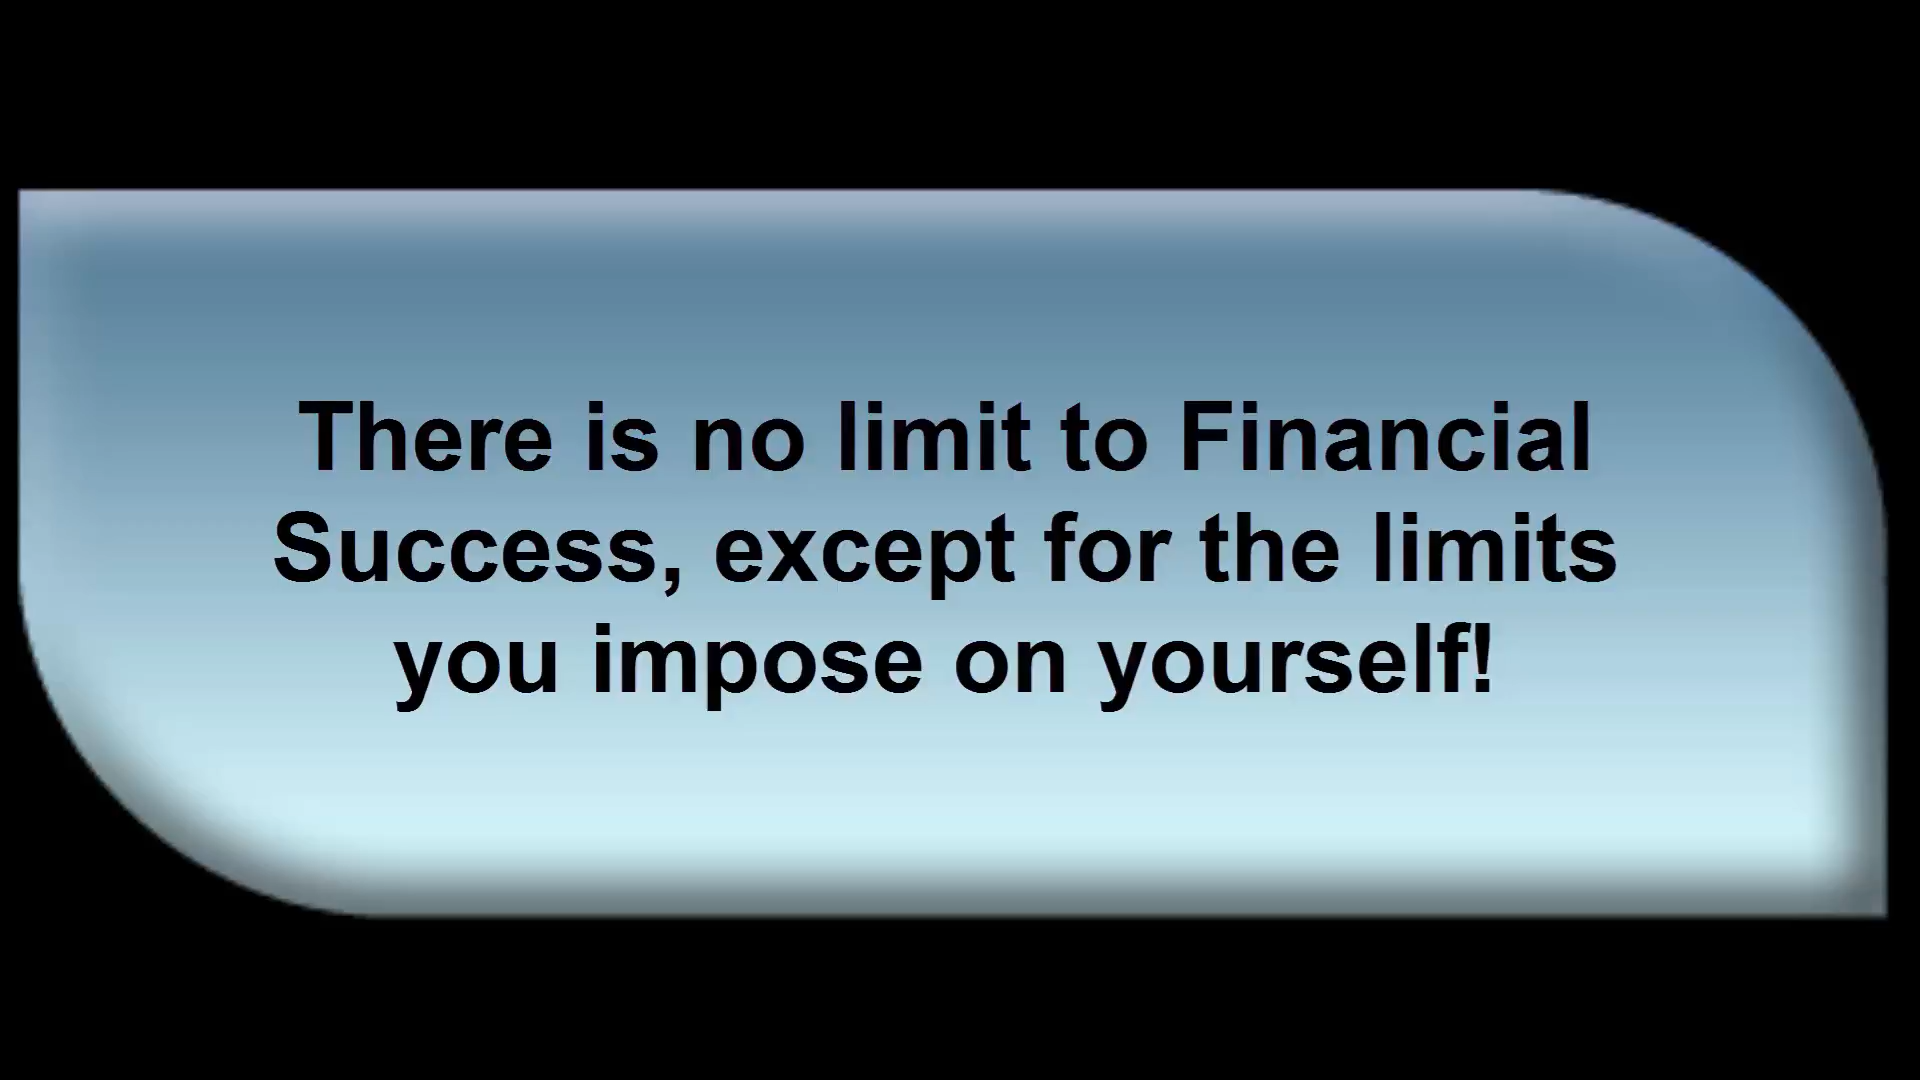 There is no limit to Financial
Success, except for the limits
you impose on yourself!